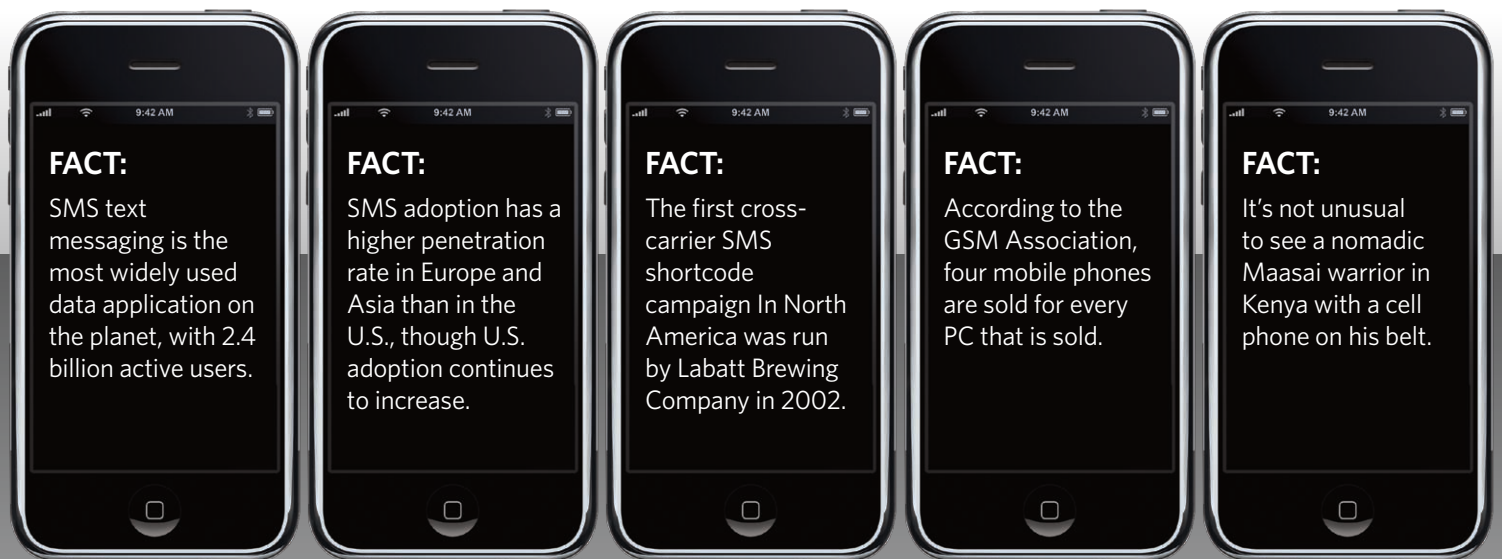 9:42 AM
FACT:
SMS text
messaging is the
most widely used
data application on
the planet, with 2.4
billion active users.
9:42 AM
FACT:
SMS adoption has a
higher penetration
rate in Europe and
Asia than in the
U.S., though U.S.
adoption continues
to increase.
9:42 AM
FACT:
The first cross-
carrier SMS
shortcode
campaign In North
America was run
by Labatt Brewing
Company in 2002.
9:42 AM
FACT:
According to the
GSM Association,
four mobile phones
are sold for every
PC that is sold.
9:42 AM
FACT:
It’s not unusual
to see a nomadic
Maasai warrior in
Kenya with a cell
phone on his belt.